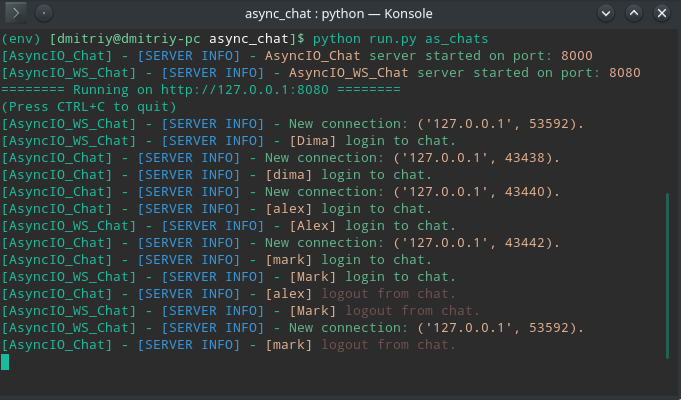 async_chat : python — Konsole
(env) [dmitriy@dmitriy-pc async_chat]$ python run.py as_chats
[AsyncIO_Chat] - [SERVER INFO] - AsyncIO_Chat server started on port: 8000
[AsyncIO_WS_Chat] - [SERVER INFO] - AsyncIO_WS_Chat server started on port: 8080
======== Running on http://127.0.0.1:8080 ========
(Press CTRL+C to quit)
[AsyncIO_WS_Chat] - [SERVER INFO] - New connection: ('127.0.0.1', 53592).
[AsyncIO_WS_Chat] - [SERVER INFO] - [Dima] login to chat.
[AsyncIO_Chat] - [SERVER INFO] - New connection: ('127.0.0.1', 43438).
[AsyncIO_Chat] - [SERVER INFO] - [dima] login to chat.
[AsyncIO_Chat] - [SERVER INFO] - New connection: ('127.0.0.1', 43440).
[AsyncIO_Chat] - [SERVER INFO] - [alex] login to chat.
[AsyncIO_WS_Chat] - [SERVER INFO] - [Alex] login to chat.
[AsyncIO_Chat] - [SERVER INFO] - New connection: ('127.0.0.1', 43442).
[AsyncIO_Chat] - [SERVER INFO] - [mark] login to chat.
[AsyncIO_WS_Chat] - [SERVER INFO] - [Mark] login to chat.
[AsyncIO_Chat] - [SERVER INFO] - [alex] logout from chat.
[AsyncIO_WS_Chat] - [SERVER INFO] - [Mark] logout from chat.
[AsyncIO_WS_Chat] - [SERVER INFO] - New connection: ('127.0.0.1', 53592).
[AsyncIO_Chat] - [SERVER INFO] - [mark] logout from chat.